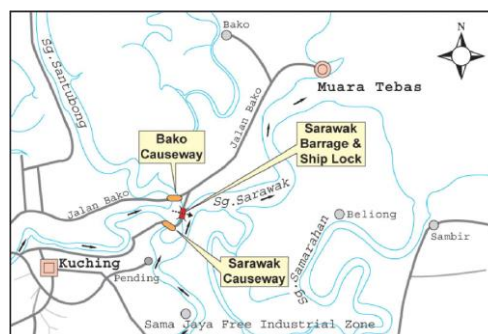 Bako
N
Muara Tebas
Sg.Santubong
Jalan Bako
Bako
Causeway
Sarawak
Barrage &
Ship Lock
Sg.Sarawak
Jalan Bako
Beliong
Sambir
Sg.Samarahan
Kuching
Pending
Sarawak
Causeway
Sama Jaya Free Industrial Zone